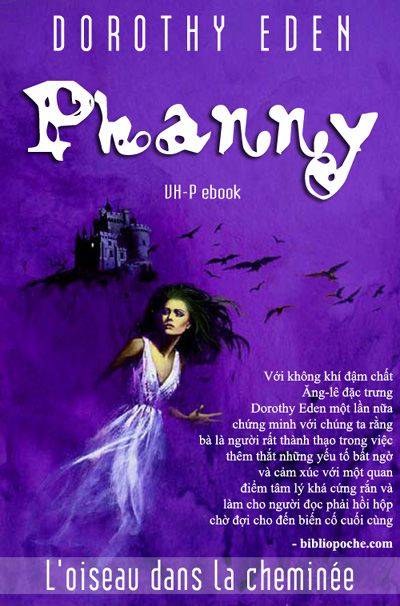 DOROTHY EDEN
Phanny
VH-P ebook
Với không khí đậm chất
Ăng-lê đặc trưng
Dorothy Eden một lần nữa
chứng minh với chúng ta rằng
bà là người rất thành thạo trong việc
thêm thắt những yếu tố bất ngờ
và cảm xúc với một quan
điểm tâm lý khá cứng rắn và
làm cho người đọc phải hồi hộp
chờ đợi cho đến biến cố cuối cùng
- bibliopoche.com
L'oiseau dans la cheminée